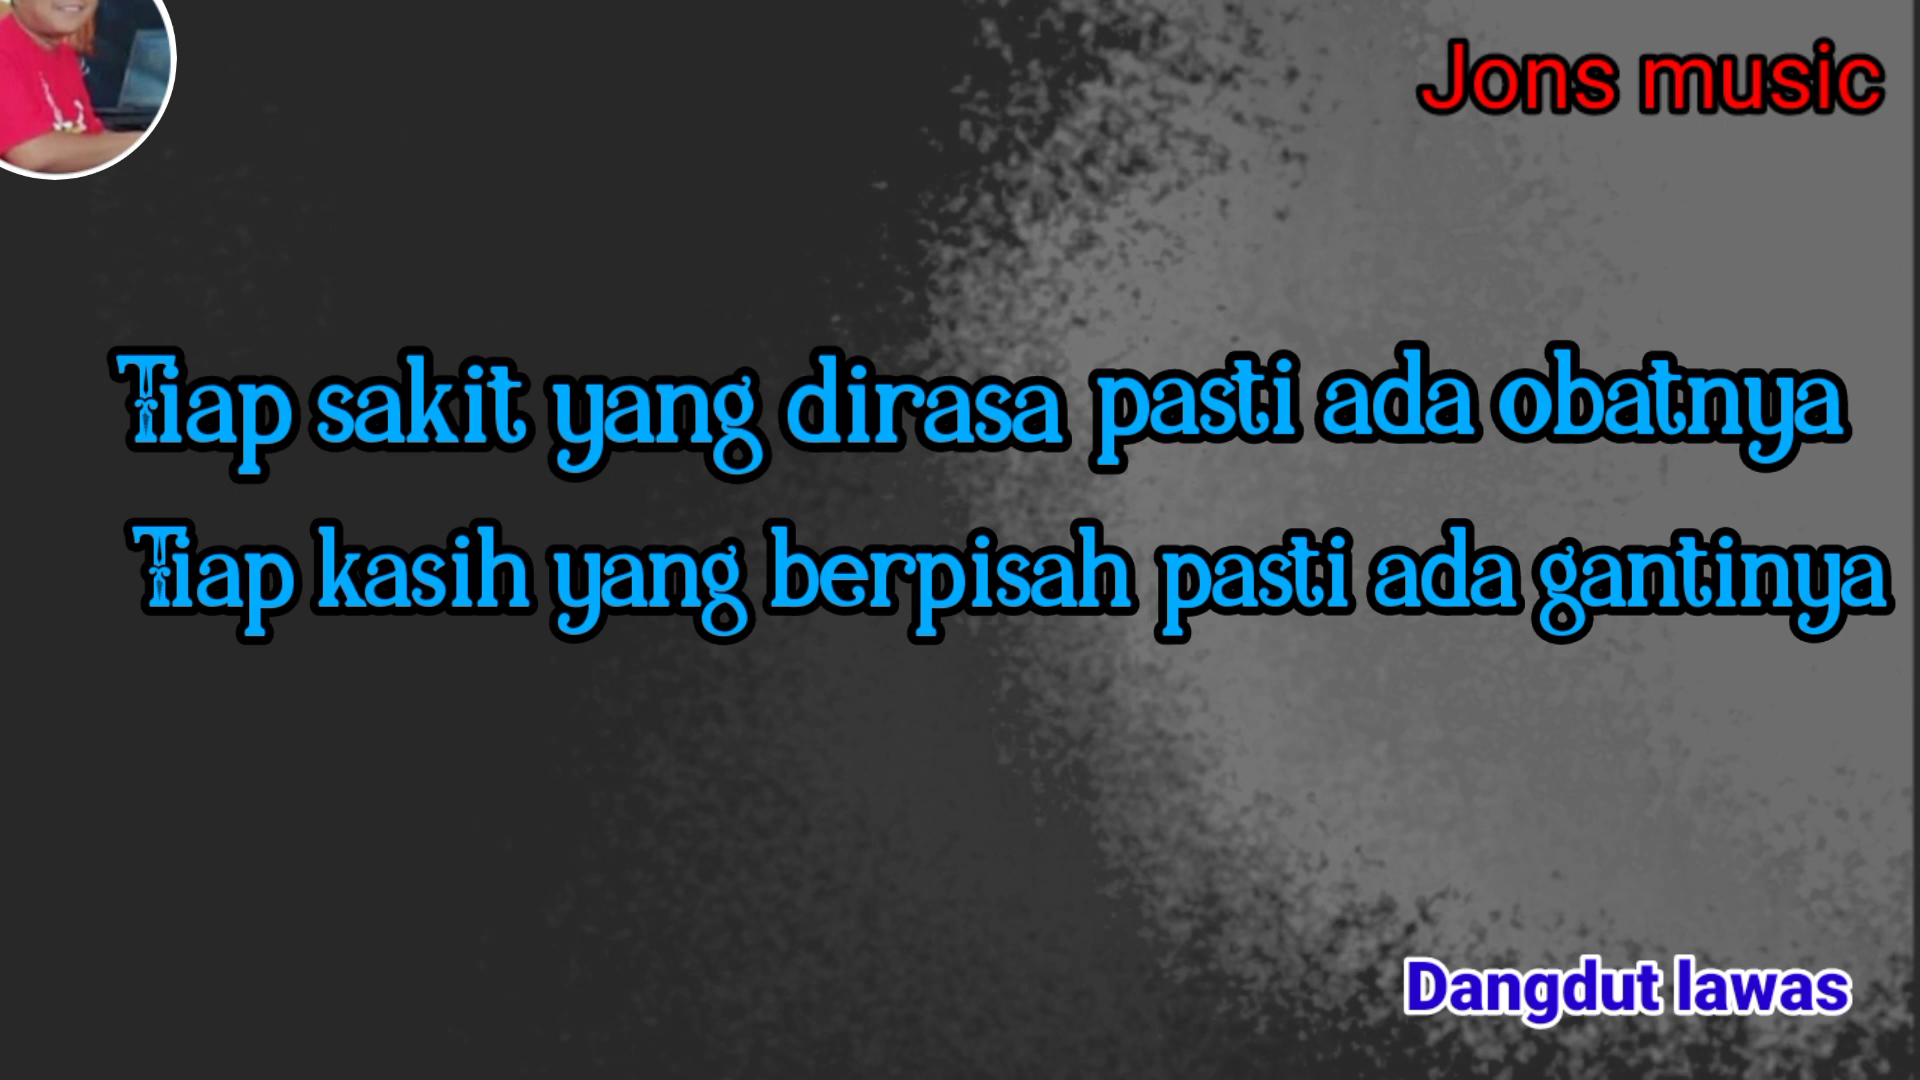 Jons music
Tiap sakit yang dirasa pasti ada obatnya
Tiap kasih yang berpisah pasti ada gantinya
Dangdut lawas